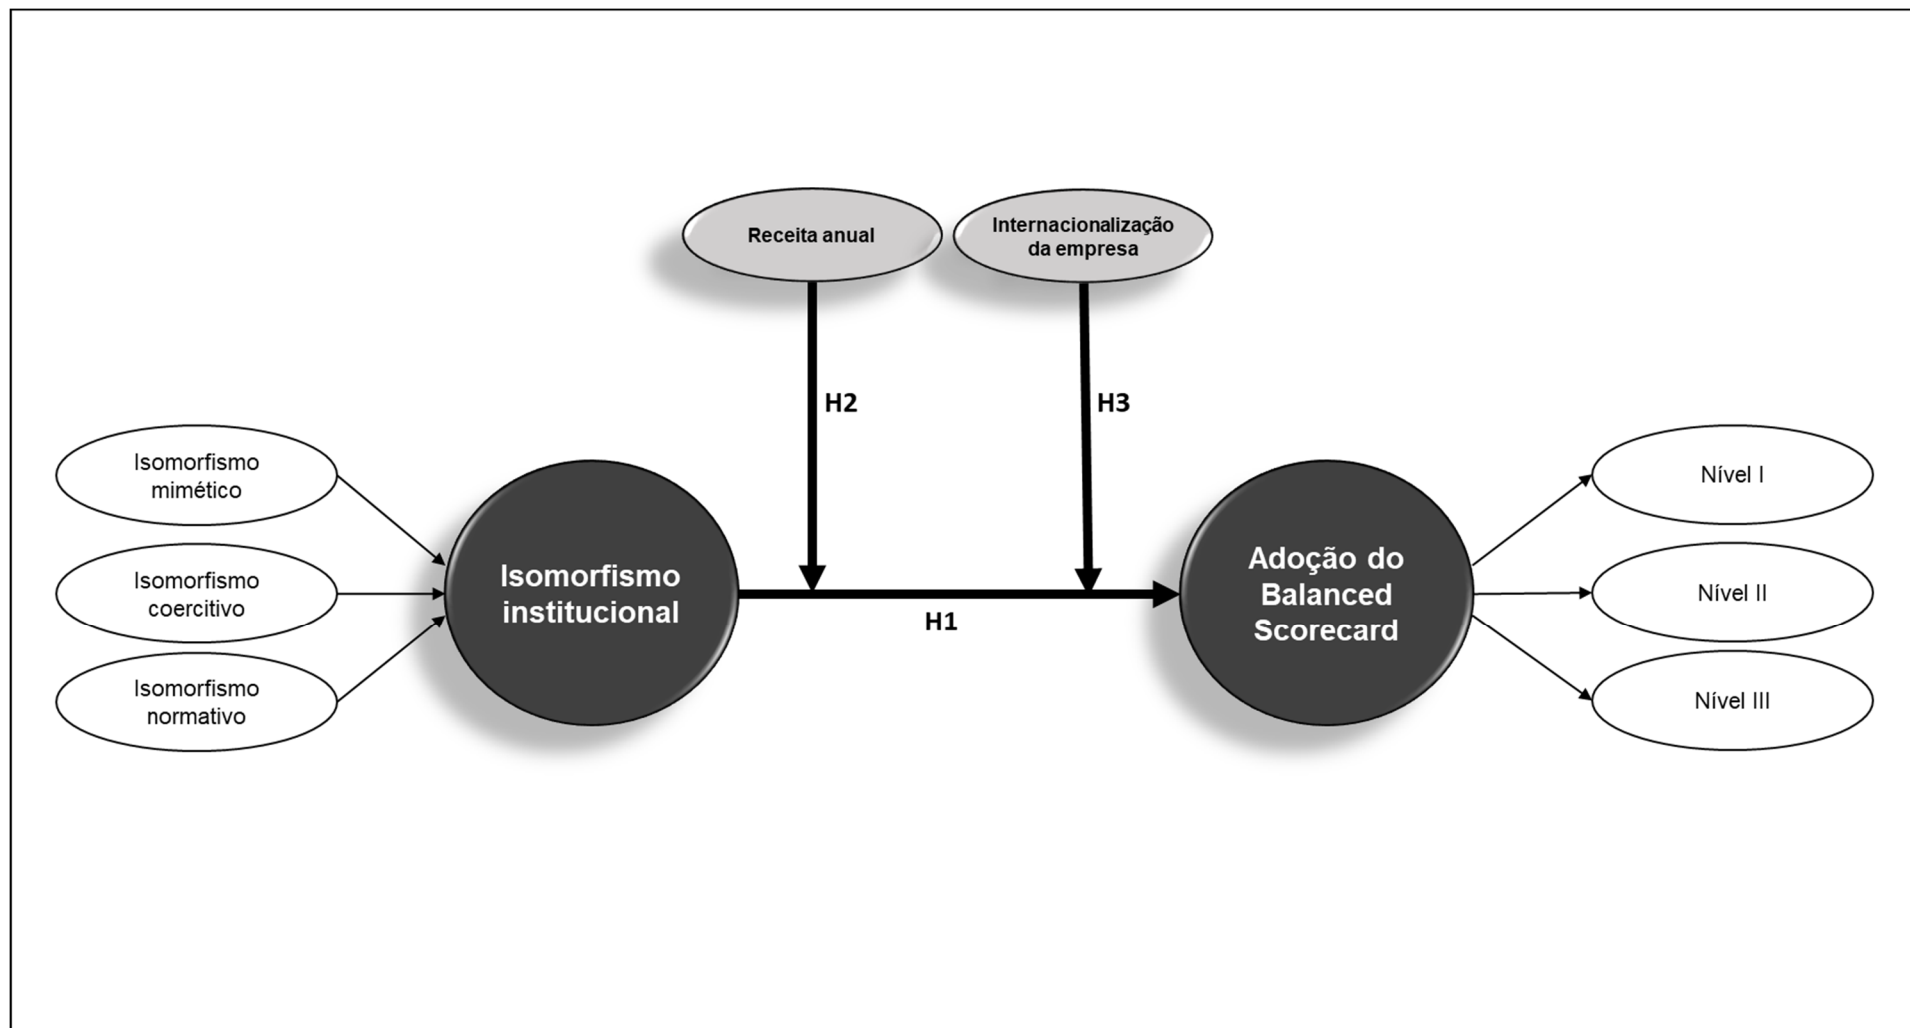 Receita anual
Internacionalização
da empresa
H2
H3
Isomorfismo
mimético
Isomorfismo
coercitivo
Isomorfismo
normativo
Isomorfismo
institucional
H1
Adoção do
Balanced
Scorecard
Nível I
Nível II
Nível III